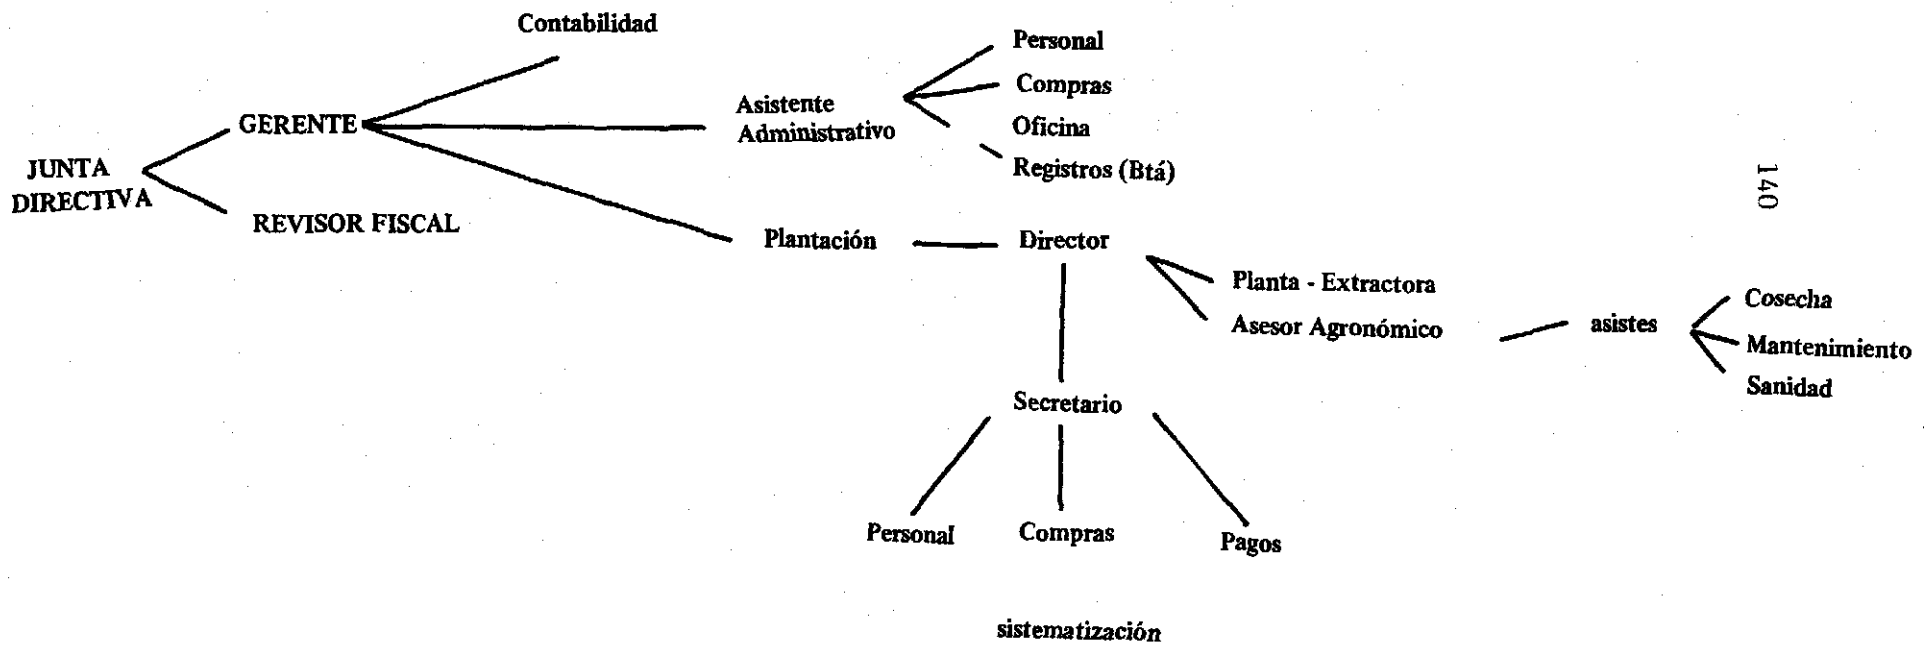 Contabilidad
Personal
Compras
Asistente
Administrativo
Oficina
Registros (Btá)
GERENTE
JUNTA
DIRECTIVA
REVISOR FISCAL
140
Plantación
Director
Planta - Extractora
Asesor Agronómico
asistes
Cosecha
Mantenimiento
Sanidad
Secretario
Personal
Compras
Pagos
sistematización